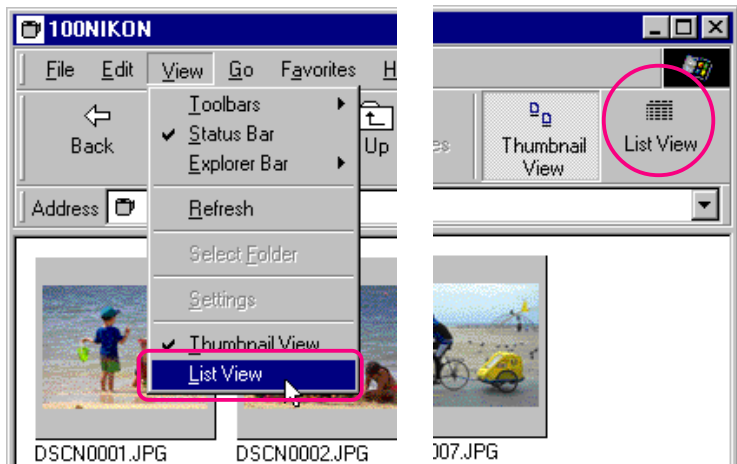 100NIKON
File Edit View Go Favorites H
Back
Up
Thumbnail
View
List View
Toolbars
Status Bar
Explorer Bar
Refresh
Select Folder
Settings
Thumbnail View
List View
Address
DSCN0001.JPG DSCN0002.JPG 007.JPG